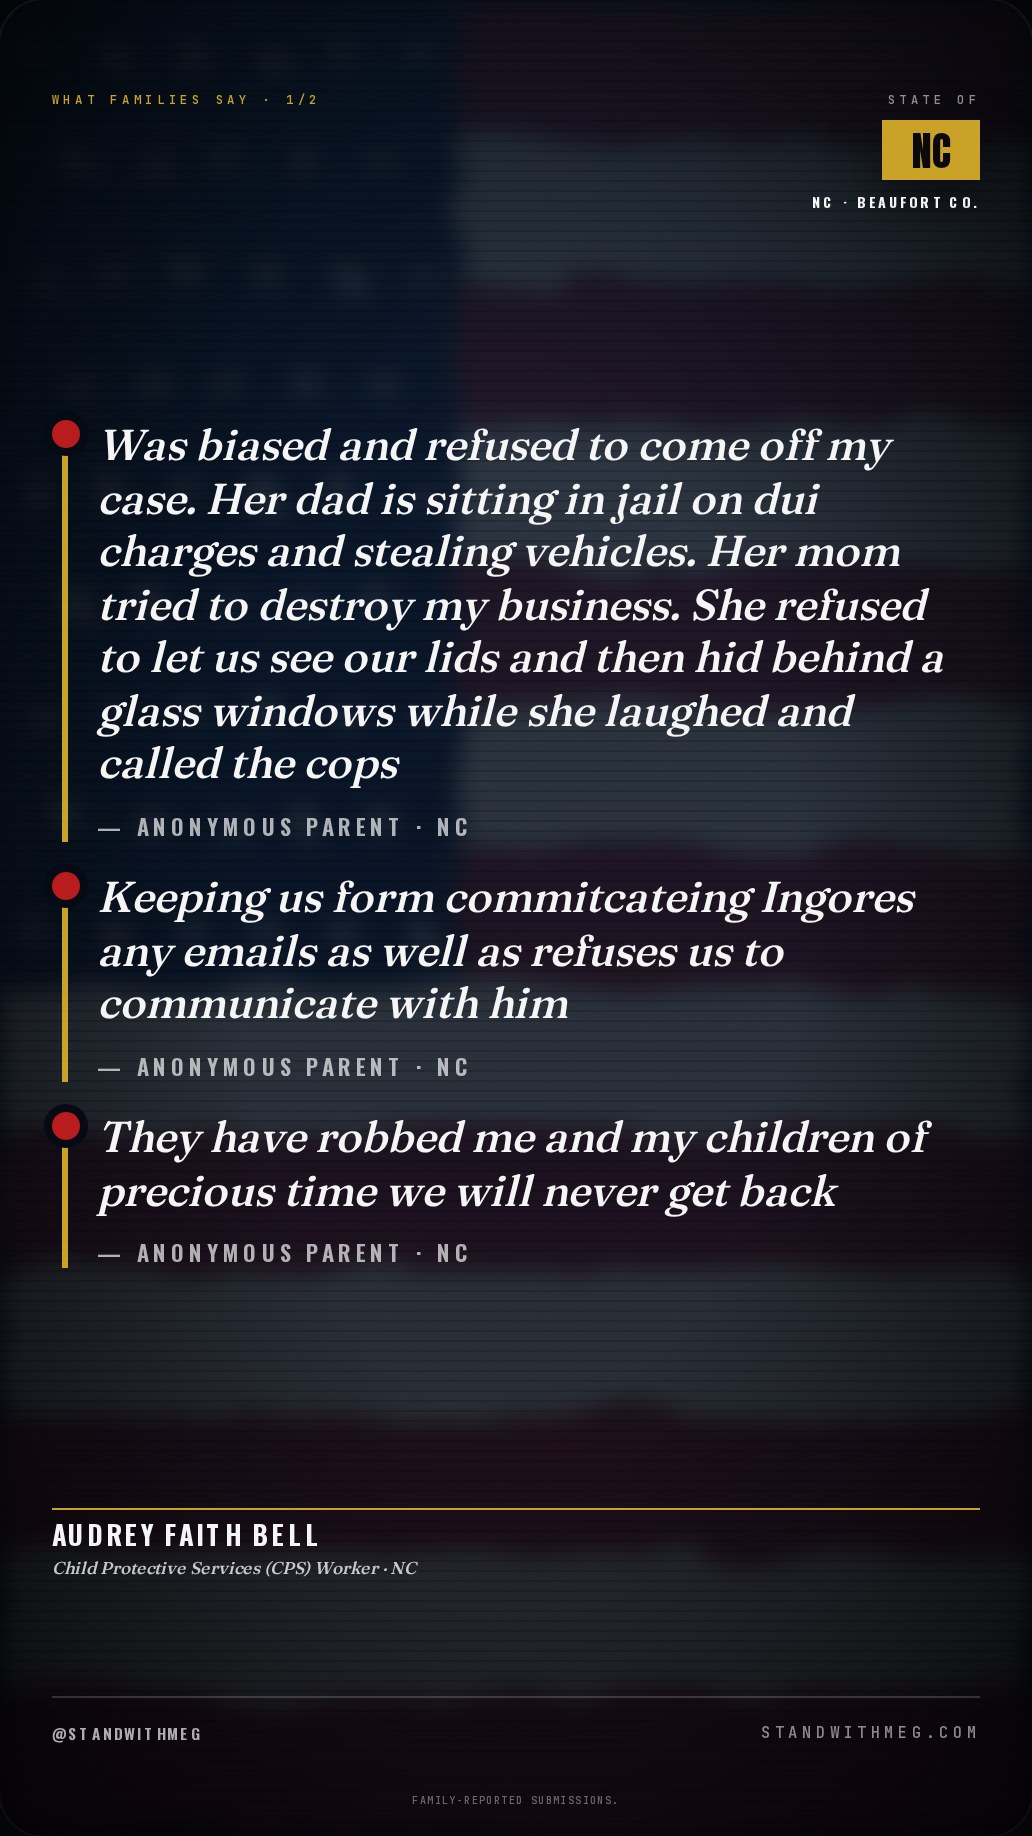 WHAT FAMILIES SAY · 1/2
STATE OF
NC
NC · BEAUFORT CO.
Was biased and refused to come off my
case. Her dad is sitting in jail on dui
charges and stealing vehicles. Her mom
tried to destroy my business. She refused
to let us see our lids and then hid behind a
glass windows while she laughed and
called the cops
— ANONYMOUS PARENT · NC
Keeping us form commitcateing Ingores
any emails as well as refuses us to
communicate with him
— ANONYMOUS PARENT · NC
They have robbed me and my children of
precious time we will never get back
— ANONYMOUS PARENT · NC
AUDREY FAITH BELL
Child Protective Services (CPS) Worker · NC
@STANDWITHMEG
STANDWITHMEG.COM
FAMILY-REPORTED SUBMISSIONS.